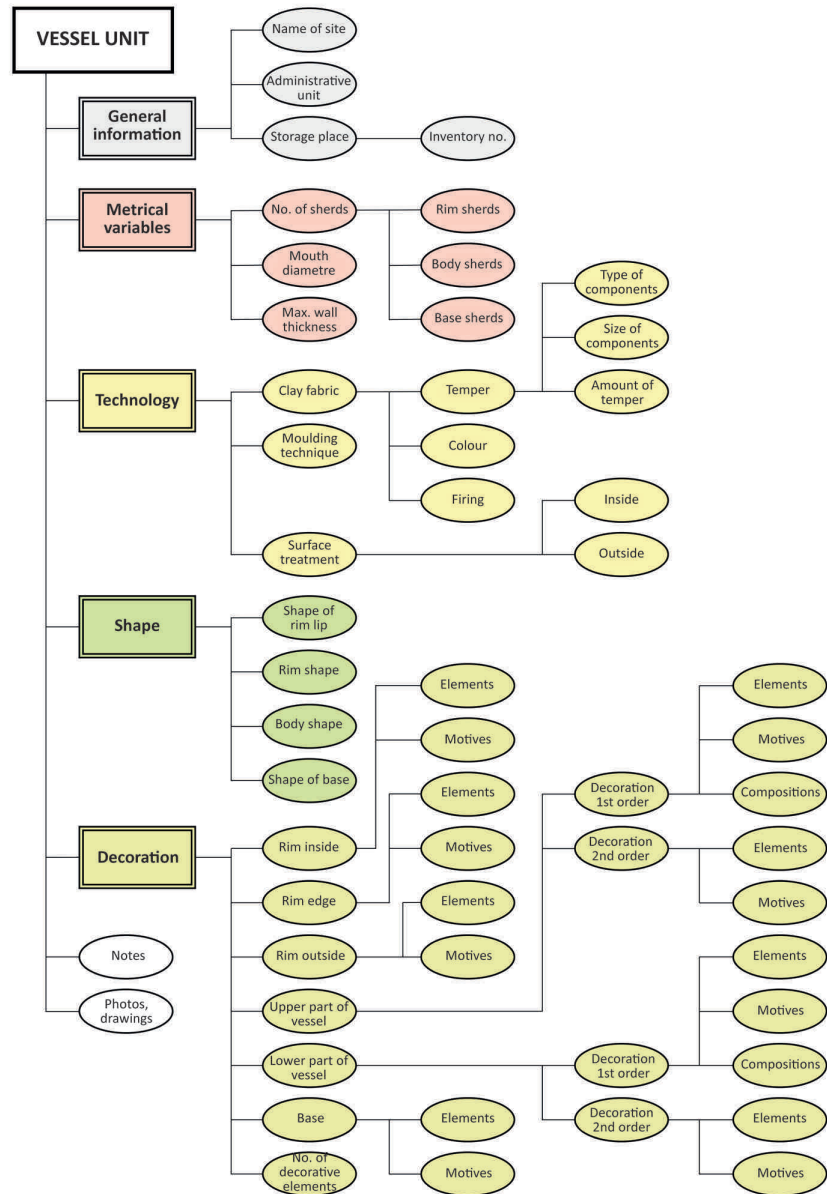 VESSEL UNIT
Name of site
Administrative
unit
General
information
Storage place
Inventory no.
Metrical
variables
No. of sherds
Rim sherds
Mouth
diametre
Body sherds
Max. wall
thickness
Base sherds
Type of
components
Size of
components
Technology
Clay fabric
Temper
Amount of
temper
Moulding
technique
Colour
Firing
Inside
Surface
treatment
Outside
Shape
Shape of
rim lip
Rim shape
Body shape
Shape of base
Elements
Motives
Elements
Motives
Elements
Motives
Decoration
1st order
Compositions
Decoration
Rim inside
Decoration
2nd order
Elements
Rim edge
Elements
Motives
Notes
Rim outside
Motives
Elements
Photos,
drawings
Upper part of
vessel
Motives
Lower part of
vessel
Decoration
1st order
Compositions
Base
Elements
Decoration
2nd order
Elements
No. of
decorative
elements
Motives
Motives